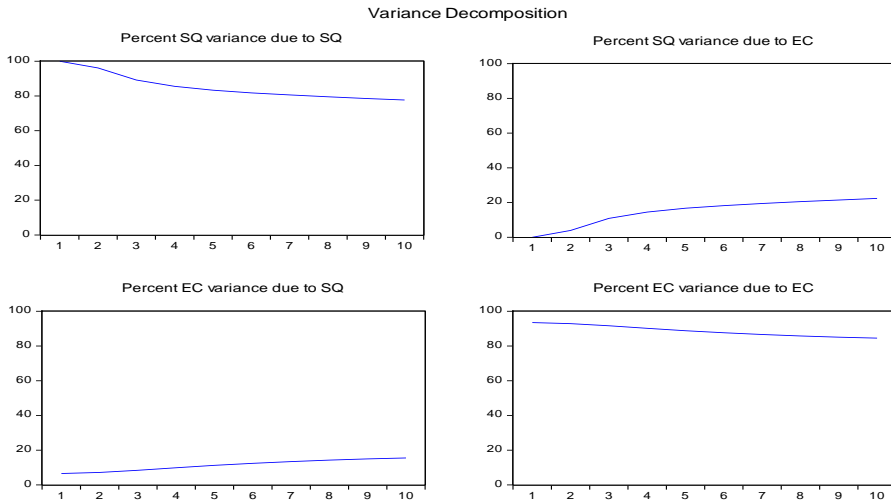 Variance Decomposition
Percent SQ variance due to SQ
100
80
60
40
20
0
1 2 3 4 5 6 7 8 9 10
Percent SQ variance due to EC
100
80
60
40
20
0
1 2 3 4 5 6 7 8 9 10
Percent EC variance due to SQ
100
80
60
40
20
0
1 2 3 4 5 6 7 8 9 10
Percent EC variance due to EC
100
80
60
40
20
0
1 2 3 4 5 6 7 8 9 10